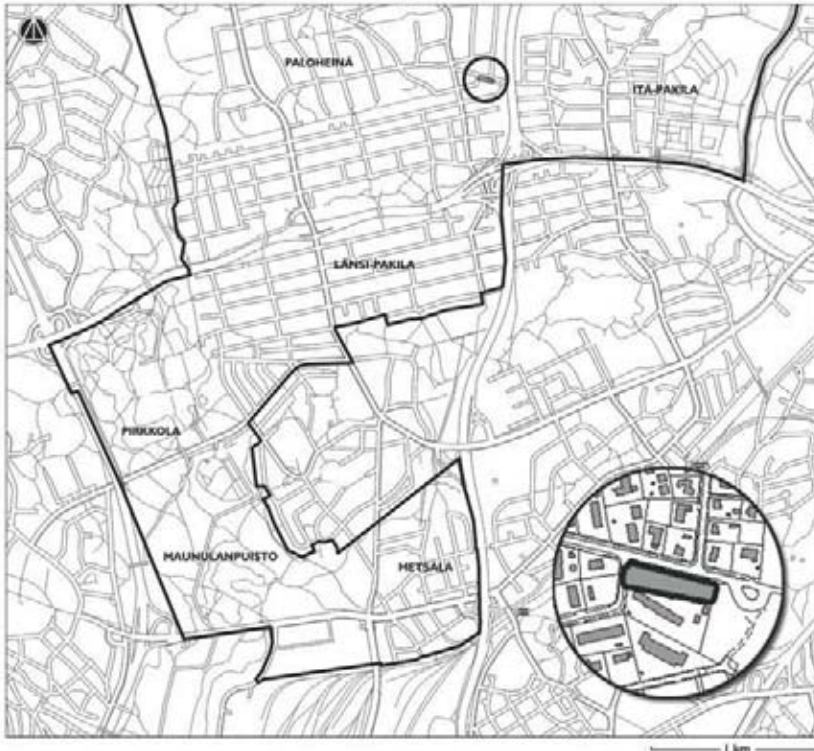 PALOHEINÄ
ITÄ-PAKILA
LÄNSI-PAKILA
PIRKKOLA
MAUNULANPUISTO
METSÄLÄ
1 km